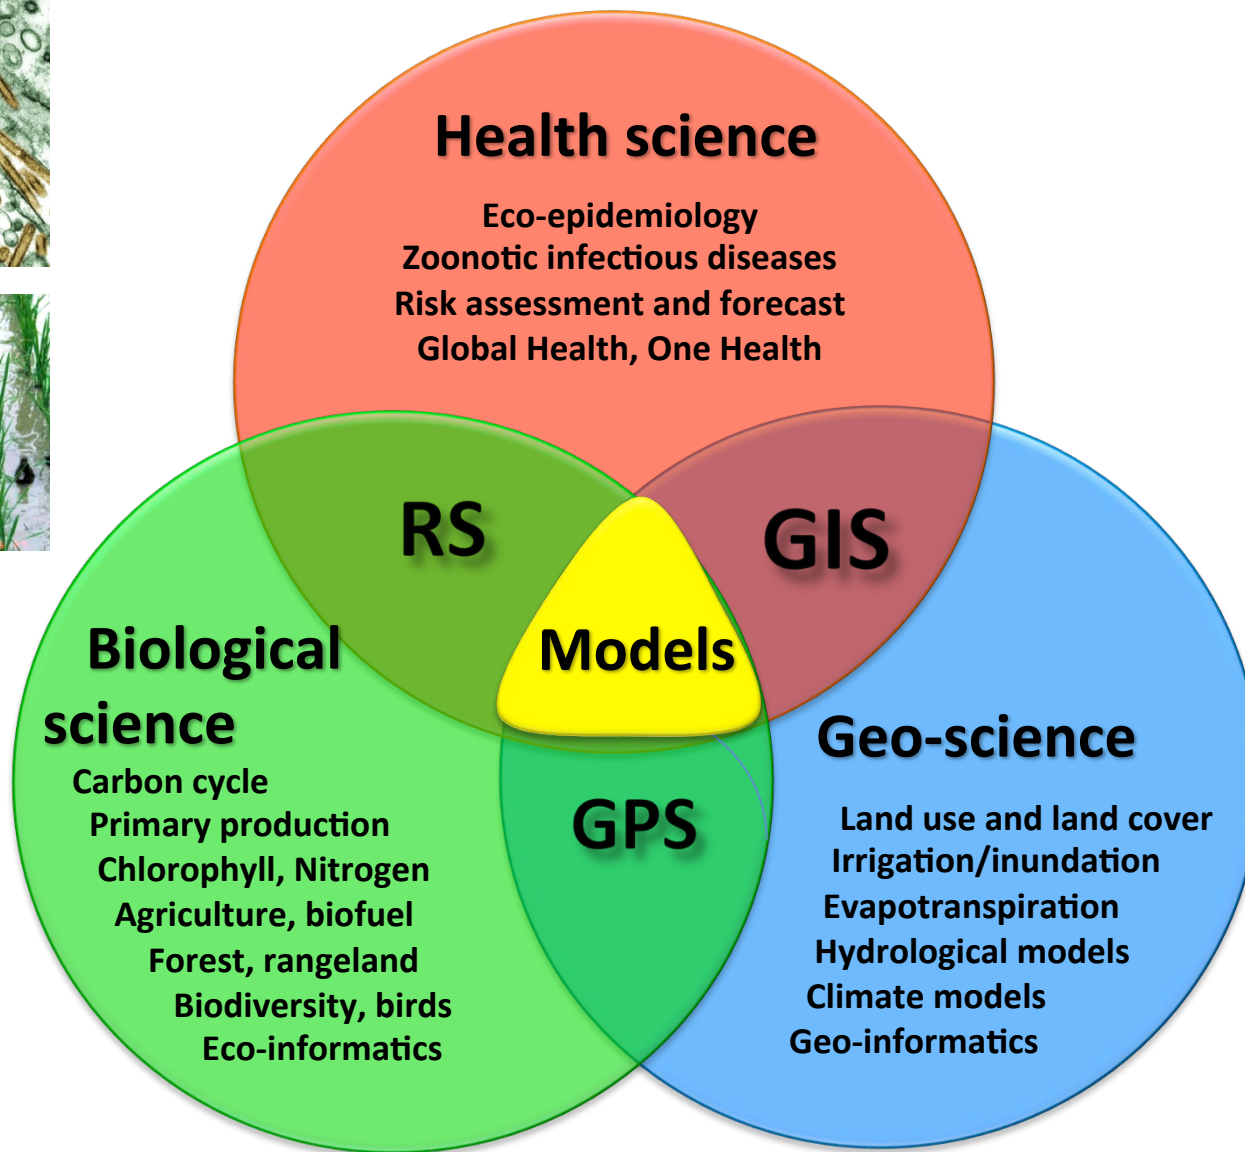 Health science
Eco-epidemiology
Zoonotic infectious diseases
Risk assessment and forecast
Global Health, One Health
RS
GIS
Models
Biological
science
Carbon cycle
Primary production
Chlorophyll, Nitrogen
Agriculture, biofuel
Forest, rangeland
Biodiversity, birds
Eco-informatics
GPS
Geo-science
Land use and land cover
Irrigation/inundation
Evapotranspiration
Hydrological models
Climate models
Geo-informatics